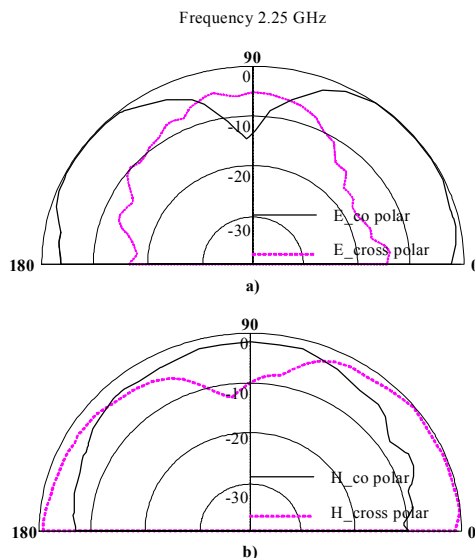 Frequency 2.25 GHz
90
0
-10
-20
-30
E_co polar
E_cross polar
180
0
a)
90
0
-10
-20
-30
H_co polar
H_cross polar
180
0
b)